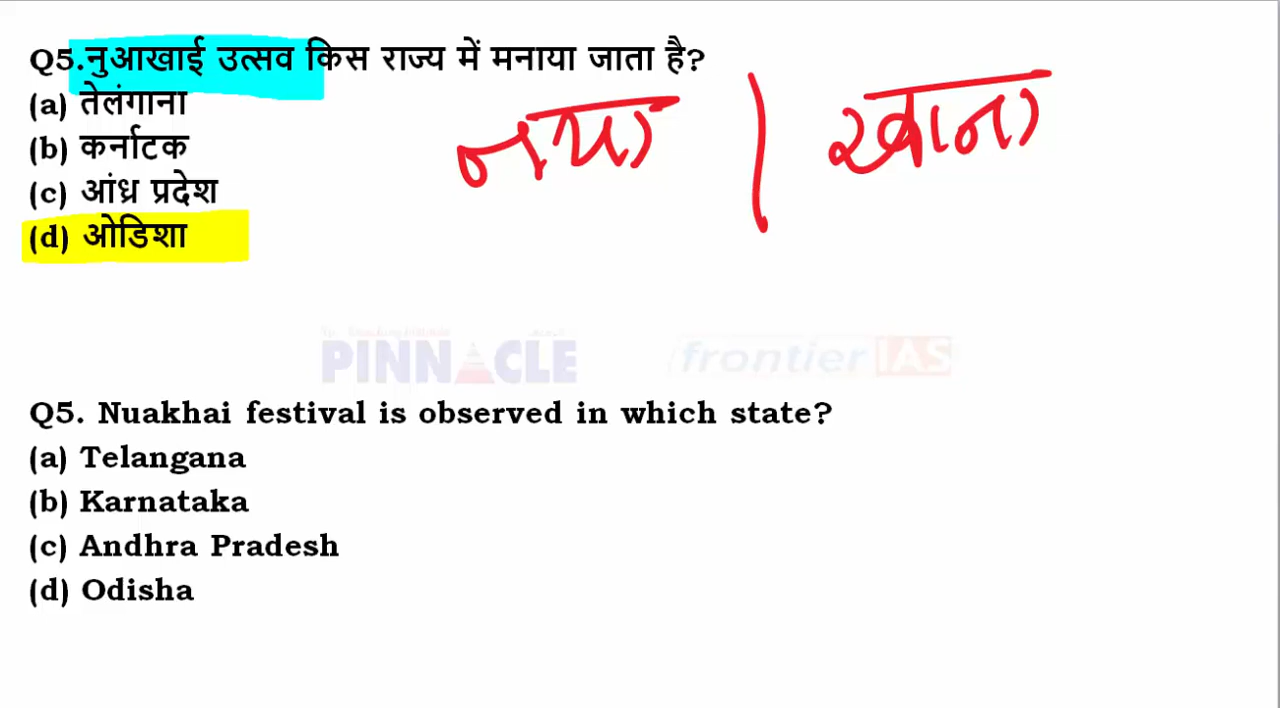 Q5.नुआखाई उत्सव किस राज्य में मनाया जाता है?
(a) तेलंगाना
(b) कर्नाटक
(c) आंध्र प्रदेश
(d) ओडिशा
नया | खाना
PINNACLE
frontier IAS
Q5. Nuakhai festival is observed in which state?
(a) Telangana
(b) Karnataka
(c) Andhra Pradesh
(d) Odisha